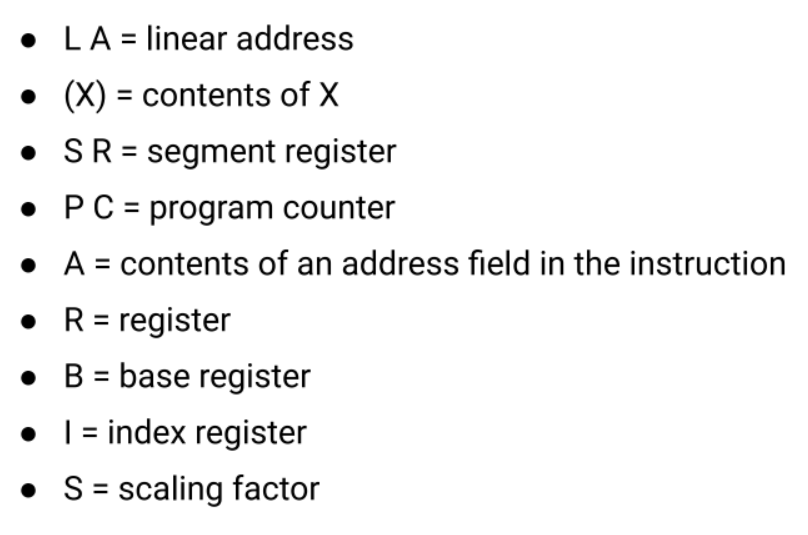 • L A = linear address
• (X) = contents of X
• S R = segment register
• P C = program counter
• A = contents of an address field in the instruction
• R = register
• B = base register
• I = index register
• S = scaling factor